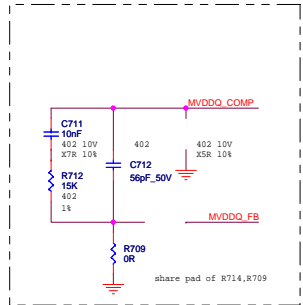 MVDDQ_COMP
C711
10nF
402 10V
X7R 10%
402
402 10V
X5R 10%
C712
56pF_50V
R712
15K
402
1%
MVDDQ_FB
R709
0R
share pad of R714,R709